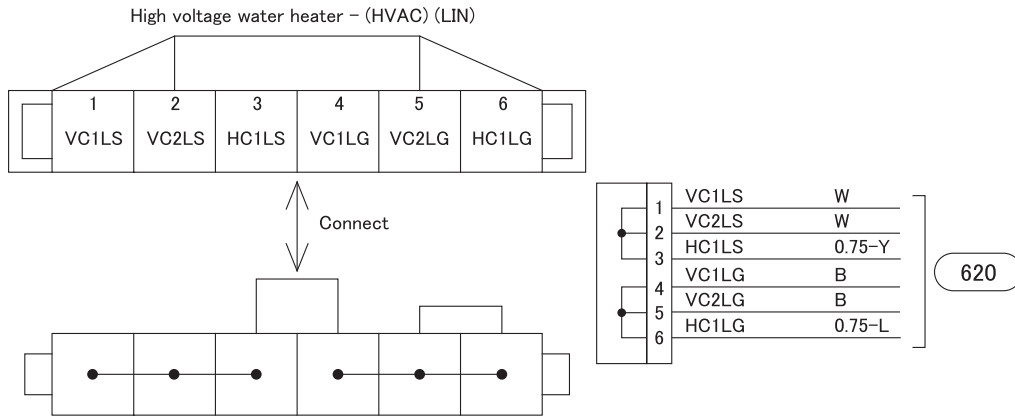 High voltage water heater - (HVAC) (LIN)
1 2 3 4 5 6
VC1LS VC2LS HC1LS VC1LG VC2LG HC1LG
Connect
1 VC1LS W
2 VC2LS W
3 HC1LS 0.75-Y
4 VC1LG B
5 VC2LG B
6 HC1LG 0.75-L
620